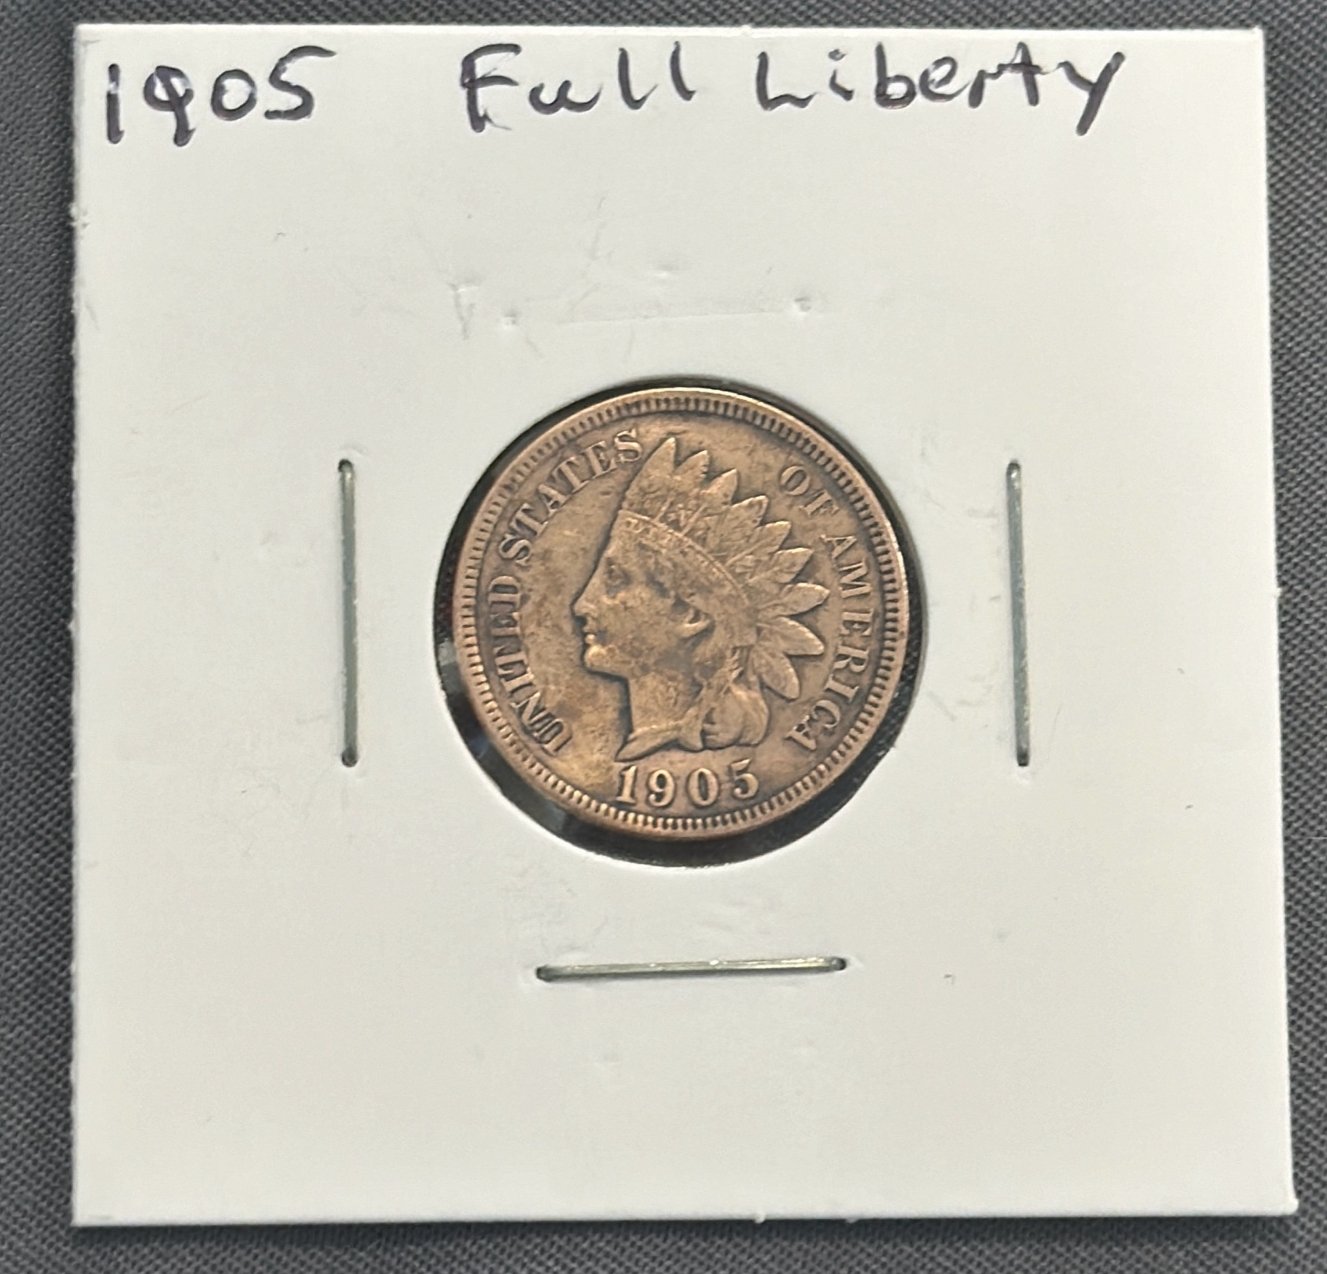 1905 Full Liberty
UNITED STATES OF AMERICA
1905